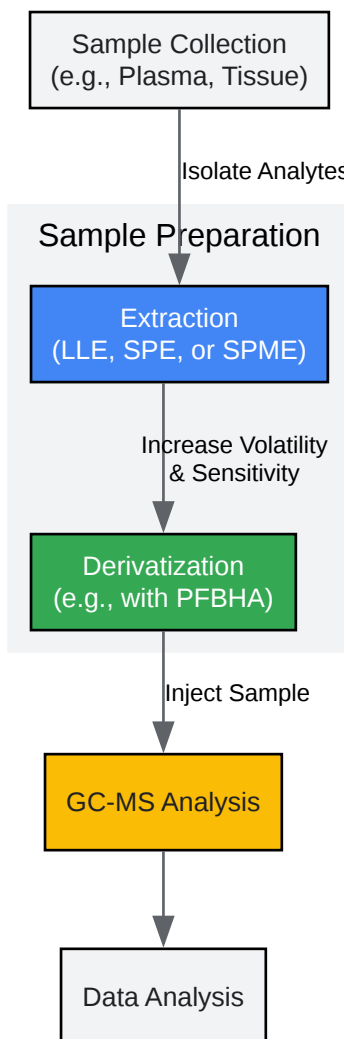 Sample Collection
(e.g., Plasma, Tissue)
Isolate Analytes
Sample Preparation
Extraction
(LLE, SPE, or SPME)
Increase Volatility
& Sensitivity
Derivatization
(e.g., with PFBHA)
Inject Sample
GC-MS Analysis
Data Analysis